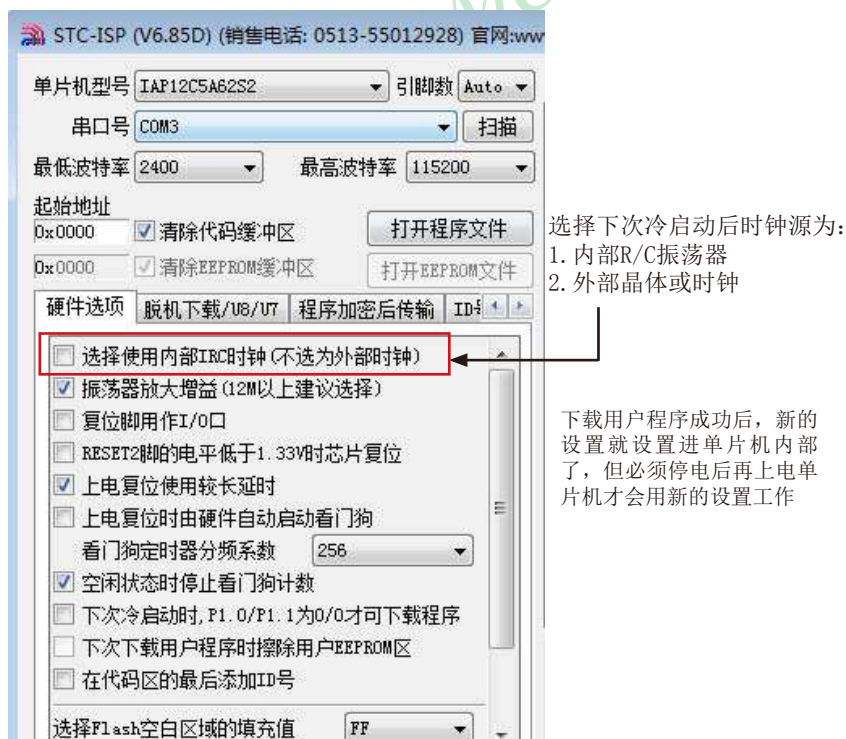 STC-ISP (V6.85D) (销售电话: 0513-55012928) 官网:www
单片机型号 IAP12C5A62S2 引脚数 Auto
串口号 COM3 扫描
最低波特率 2400 最高波特率 115200
起始地址
0x0000 清除代码缓冲区 打开程序文件
0x0000 清除EEPROM缓冲区 打开EEPROM文件
硬件选项 脱机下载/U8/U7 程序加密后传输
选择使用内部IRC时钟(不选为外部时钟)
振荡器放大增益(12M以上建议选择)
复位脚用作I/O口
RESET2脚的电平低于1.33V时芯片复位
上电复位使用较长延时
上电复位时由硬件自动启动看门狗
看门狗定时器分频系数 256
空闲状态时停止看门狗计数
下次冷启动时,P1.0/P1.1为0/0才可下载程序
下次下载用户程序时擦除用户EEPROM区
在代码区的最后添加ID号
选择Flash空白区域的填充值 FF
选择下次冷启动后时钟源为:
1.内部R/C振荡器
2.外部晶体或时钟
下载用户程序成功后，新的
设置就设置进单片机内部
了，但必须停电后再上电单
片机才会用新的设置工作